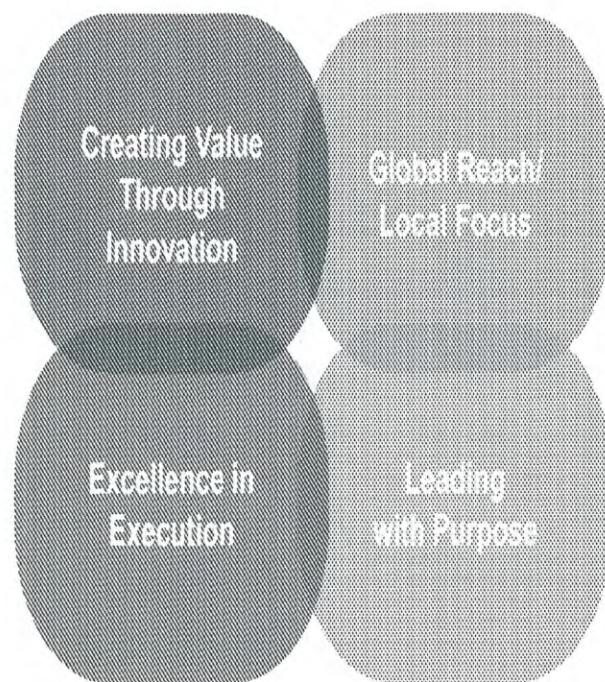 Creating Value
Through
Innovation
Global Reach/
Local Focus
Excellence in
Execution
Leading
with Purpose